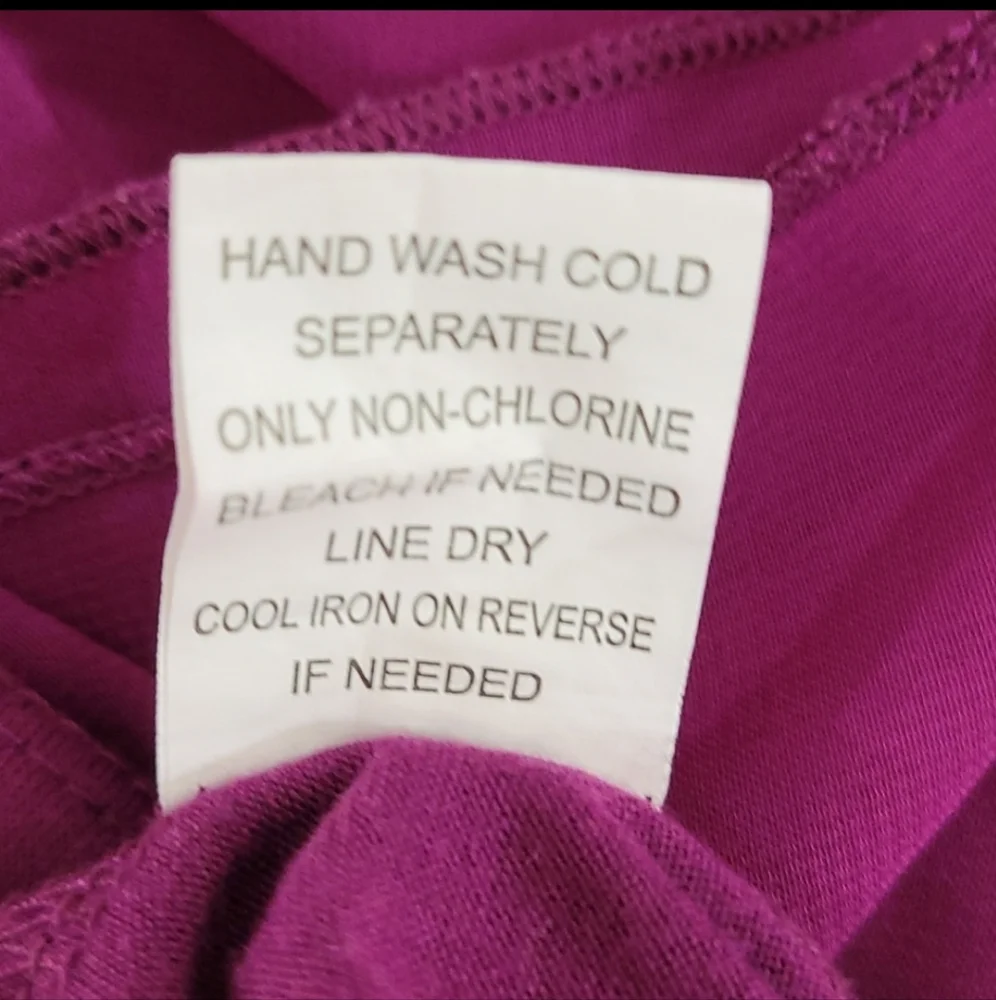 HAND WASH COLD
SEPARATELY
ONLY NON-CHLORINE
BLEACH IF NEEDED
LINE DRY
COOL IRON ON REVERSE
IF NEEDED